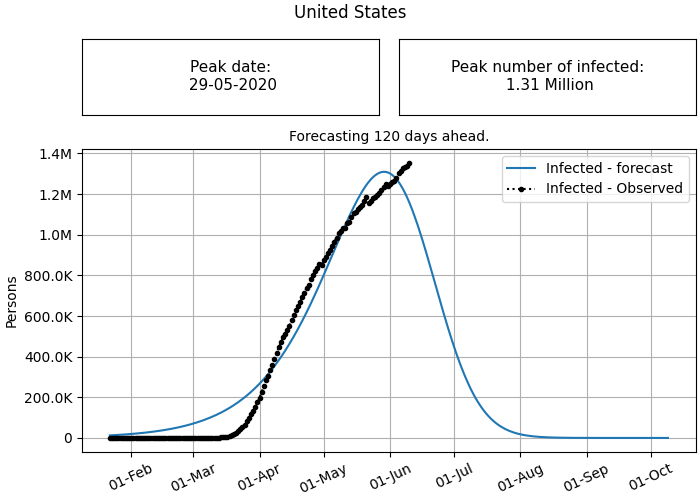 United States
Peak date:
29-05-2020
Peak number of infected:
1.31 Million
Forecasting 120 days ahead.
Infected - forecast
Infected - Observed
1.4M
1.2M
1.0M
800.0K
600.0K
400.0K
200.0K
0
Persons
01-Feb
01-Mar
01-Apr
01-May
01-Jun
01-Jul
01-Aug
01-Sep
01-Oct